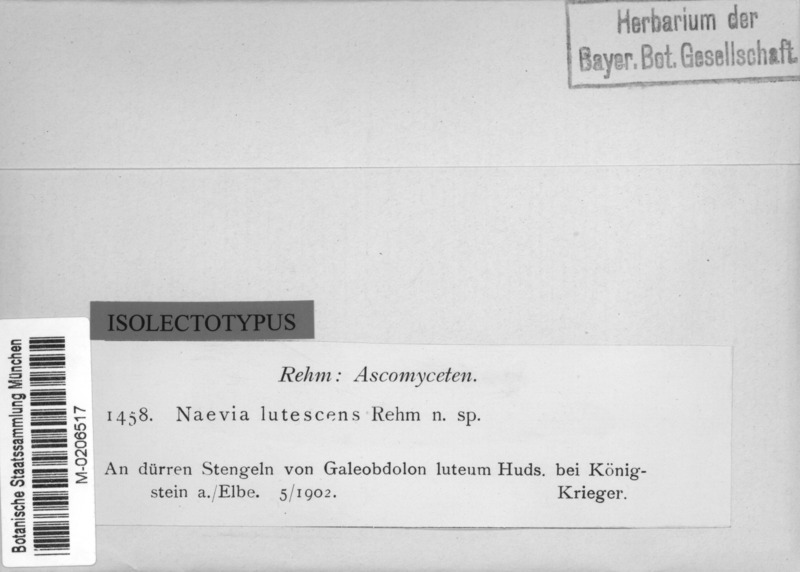 Herbarium der
Bayer. Bot. Gesellschaft.
ISOLECTOTYPUS
Rehm: Ascomyceten.
1458. Naevia lutescens Rehm n. sp.
An dürren Stengeln von Galeobdolon luteum Huds. bei König-
stein a./Elbe. 5/1902. Krieger.
Botanische Staatssammlung München
M-0206517